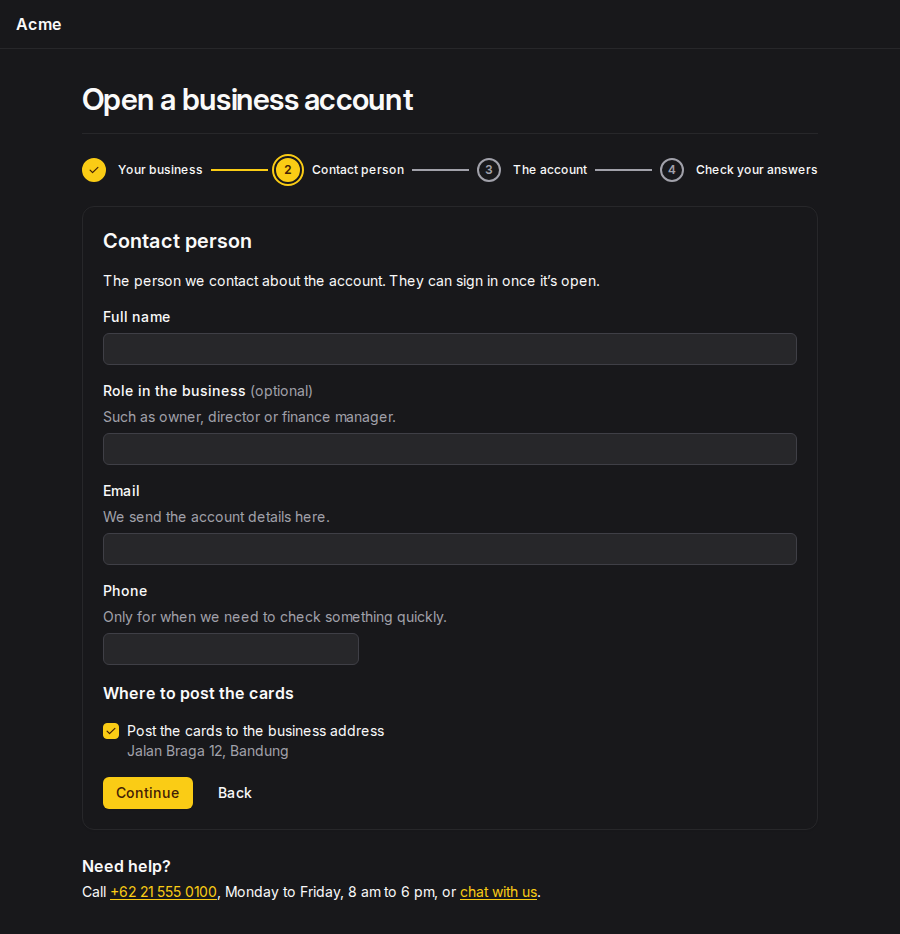 Acme
Open a business account
Your business
2 Contact person
3 The account
4 Check your answers
Contact person
The person we contact about the account. They can sign in once it’s open.
Full name
Role in the business (optional)
Such as owner, director or finance manager.
Email
We send the account details here.
Phone
Only for when we need to check something quickly.
Where to post the cards
Post the cards to the business address
Jalan Braga 12, Bandung
Continue Back
Need help?
Call +62 21 555 0100, Monday to Friday, 8 am to 6 pm, or chat with us.